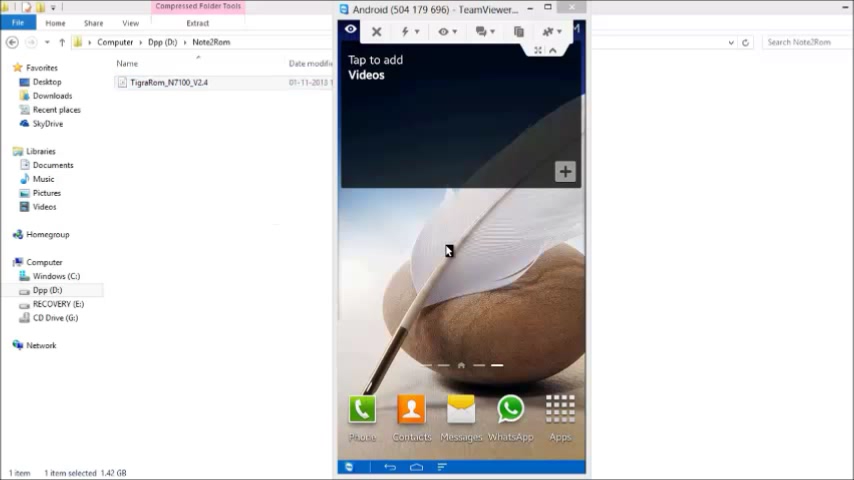 Compressed Folder Tools
Android (504 179 696) - TeamViewer...
File
Home
Share
View
Extract
Computer
Dpp (D:)
Note2Rom
Search Note2Rom
Name
Date modifi
TigraRom_N7100_V2.4
01-11-2013 1
Favorites
Desktop
Downloads
Recent places
SkyDrive
Libraries
Documents
Music
Pictures
Videos
Homegroup
Computer
Windows (C:)
Dpp (D:)
RECOVERY (E:)
CD Drive (G:)
Network
Tap to add
Videos
Phone
Contacts
Messages
WhatsApp
Apps
1 item
1 item selected 1.42 GB